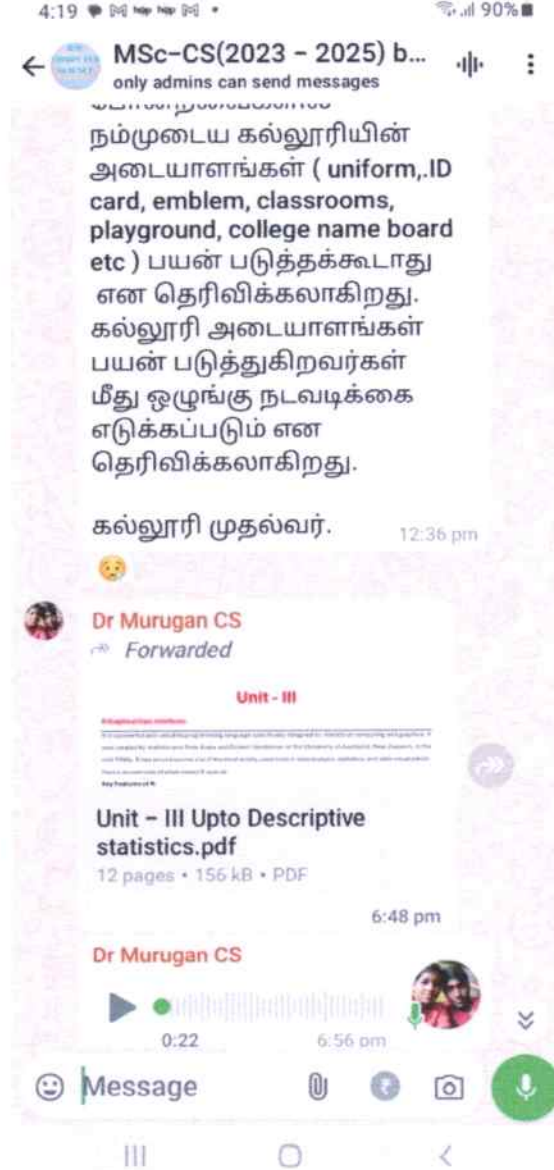 4:19
90%
MSc-CS(2023 - 2025) b...
only admins can send messages
நம்முடைய கல்லூரியின்
அடையாளங்கள் ( uniform,.ID
card, emblem, classrooms,
playground, college name board
etc ) பயன் படுத்தக்கூடாது
என தெரிவிக்கலாகிறது.
கல்லூரி அடையாளங்கள்
பயன் படுத்துகிறவர்கள்
மீது ஒழுங்கு நடவடிக்கை
எடுக்கப்படும் என
தெரிவிக்கலாகிறது.
கல்லூரி முதல்வர்.
12:36 pm
Dr Murugan CS
Forwarded
Unit - III
Key Features of R
Unit – III Upto Descriptive
statistics.pdf
12 pages • 156 kB • PDF
6:48 pm
Dr Murugan CS
0:22
6:56 pm
Message